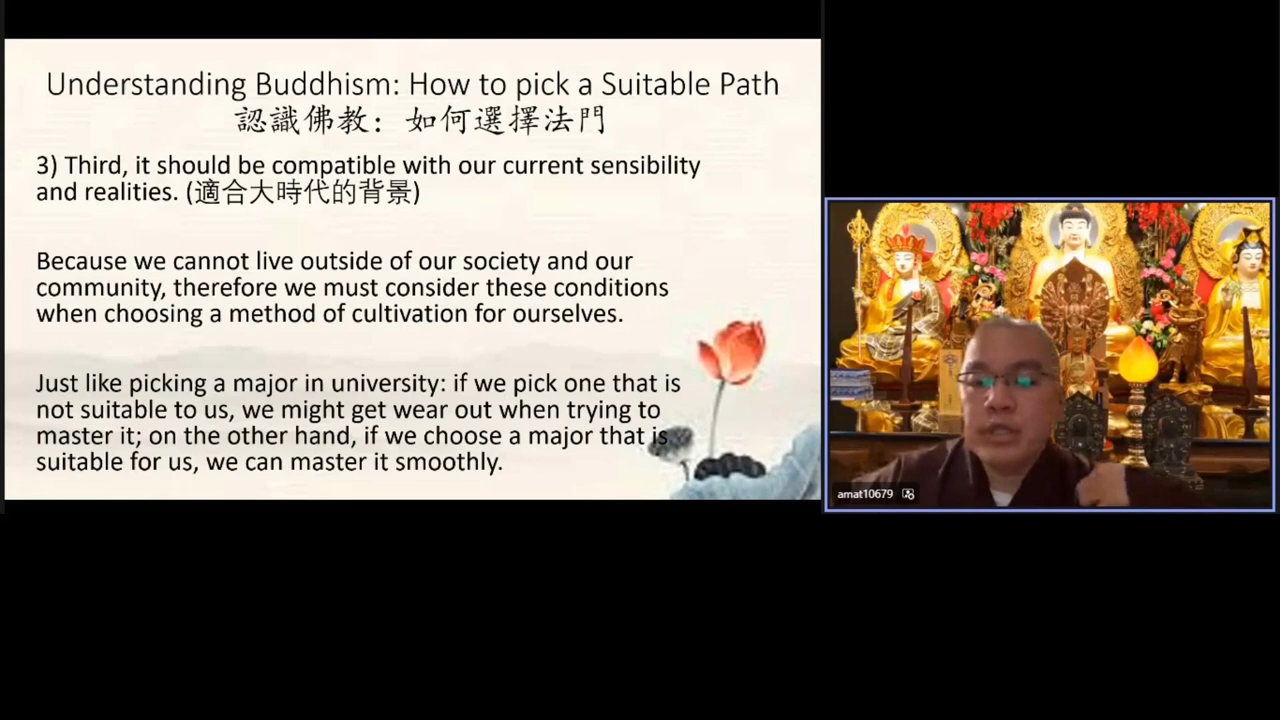 Understanding Buddhism: How to pick a Suitable Path
認識佛教：如何選擇法門
3) Third, it should be compatible with our current sensibility
and realities. (適合大時代的背景)
Because we cannot live outside of our society and our
community, therefore we must consider these conditions
when choosing a method of cultivation for ourselves.
Just like picking a major in university: if we pick one that is
not suitable to us, we might get wear out when trying to
master it; on the other hand, if we choose a major that is
suitable for us, we can master it smoothly.
amat10679